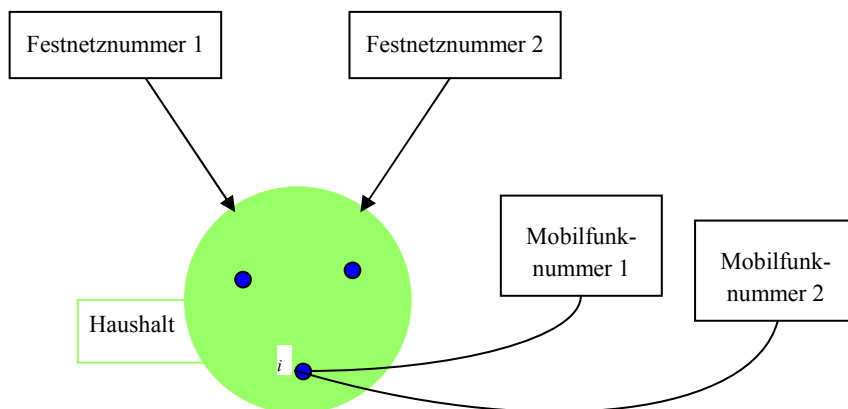 Festnetznummer 1
Festnetznummer 2
Mobilfunk-
nummer 1
Mobilfunk-
nummer 2
Haushalt
i